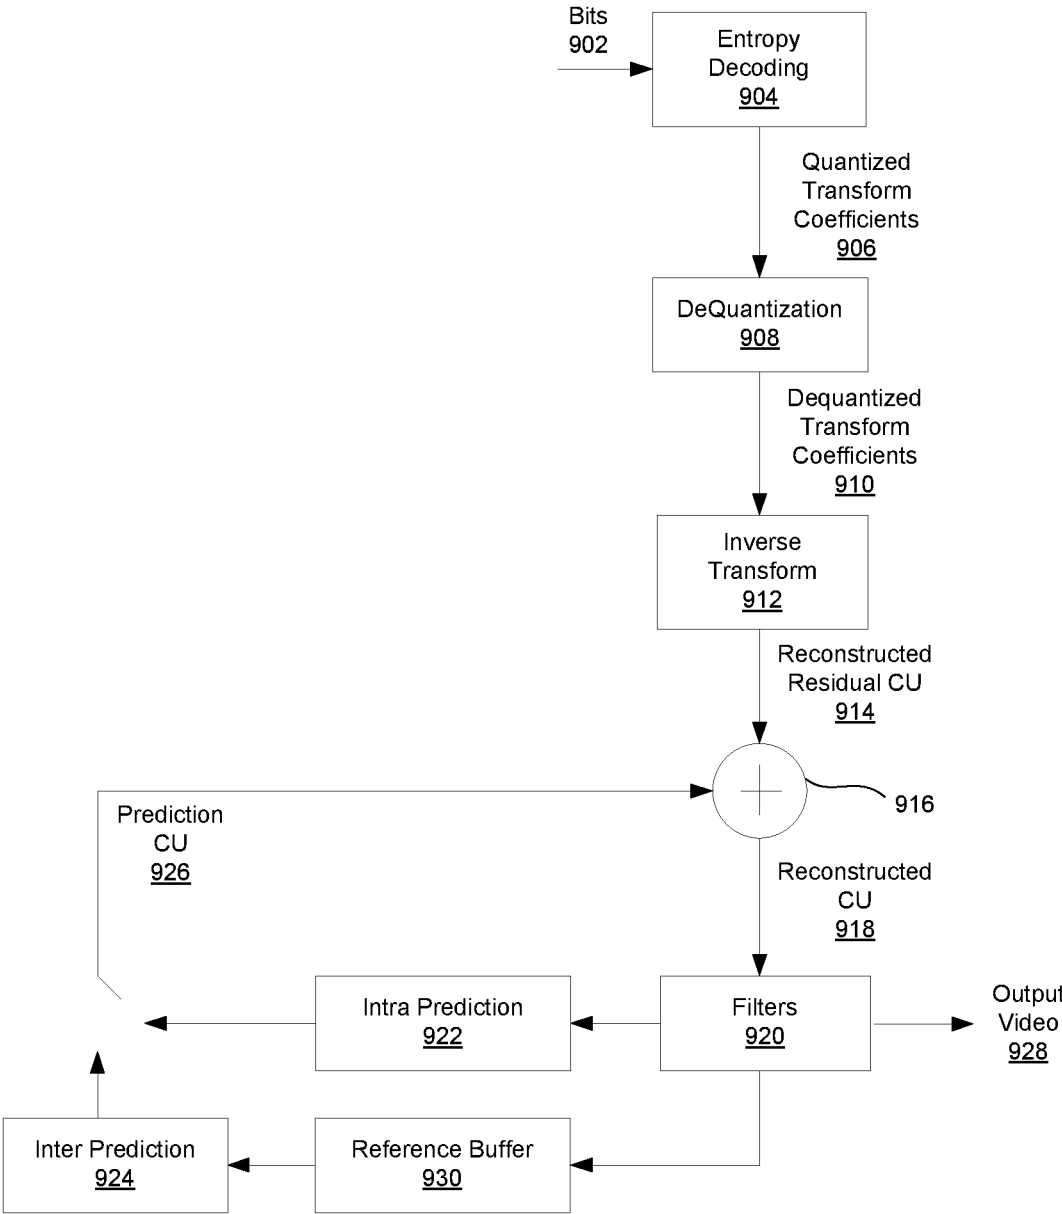 Bits
902
Entropy
Decoding
904
Quantized
Transform
Coefficients
906
DeQuantization
908
Dequantized
Transform
Coefficients
910
Inverse
Transform
912
Reconstructed
Residual CU
914
916
Prediction
CU
926
Reconstructed
CU
918
Intra Prediction
922
Filters
920
Output
Video
928
Inter Prediction
924
Reference Buffer
930